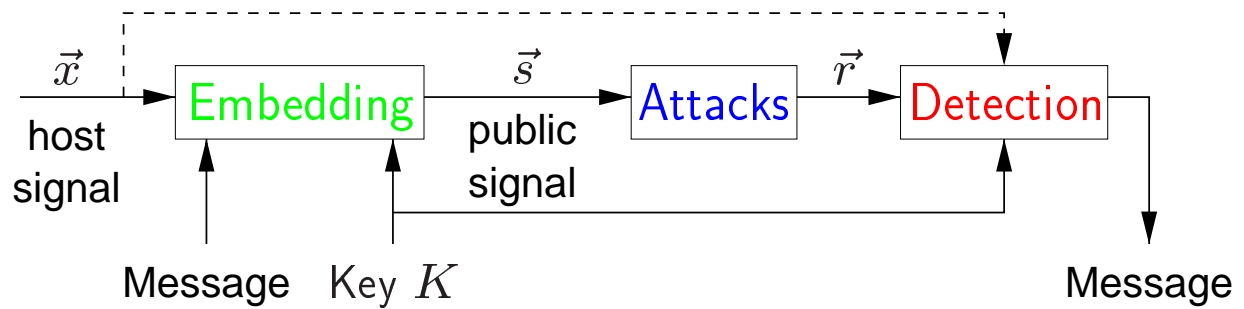 x⃗
s⃗
r⃗
Embedding
Attacks
Detection
host
signal
public
signal
Message
Key K
Message